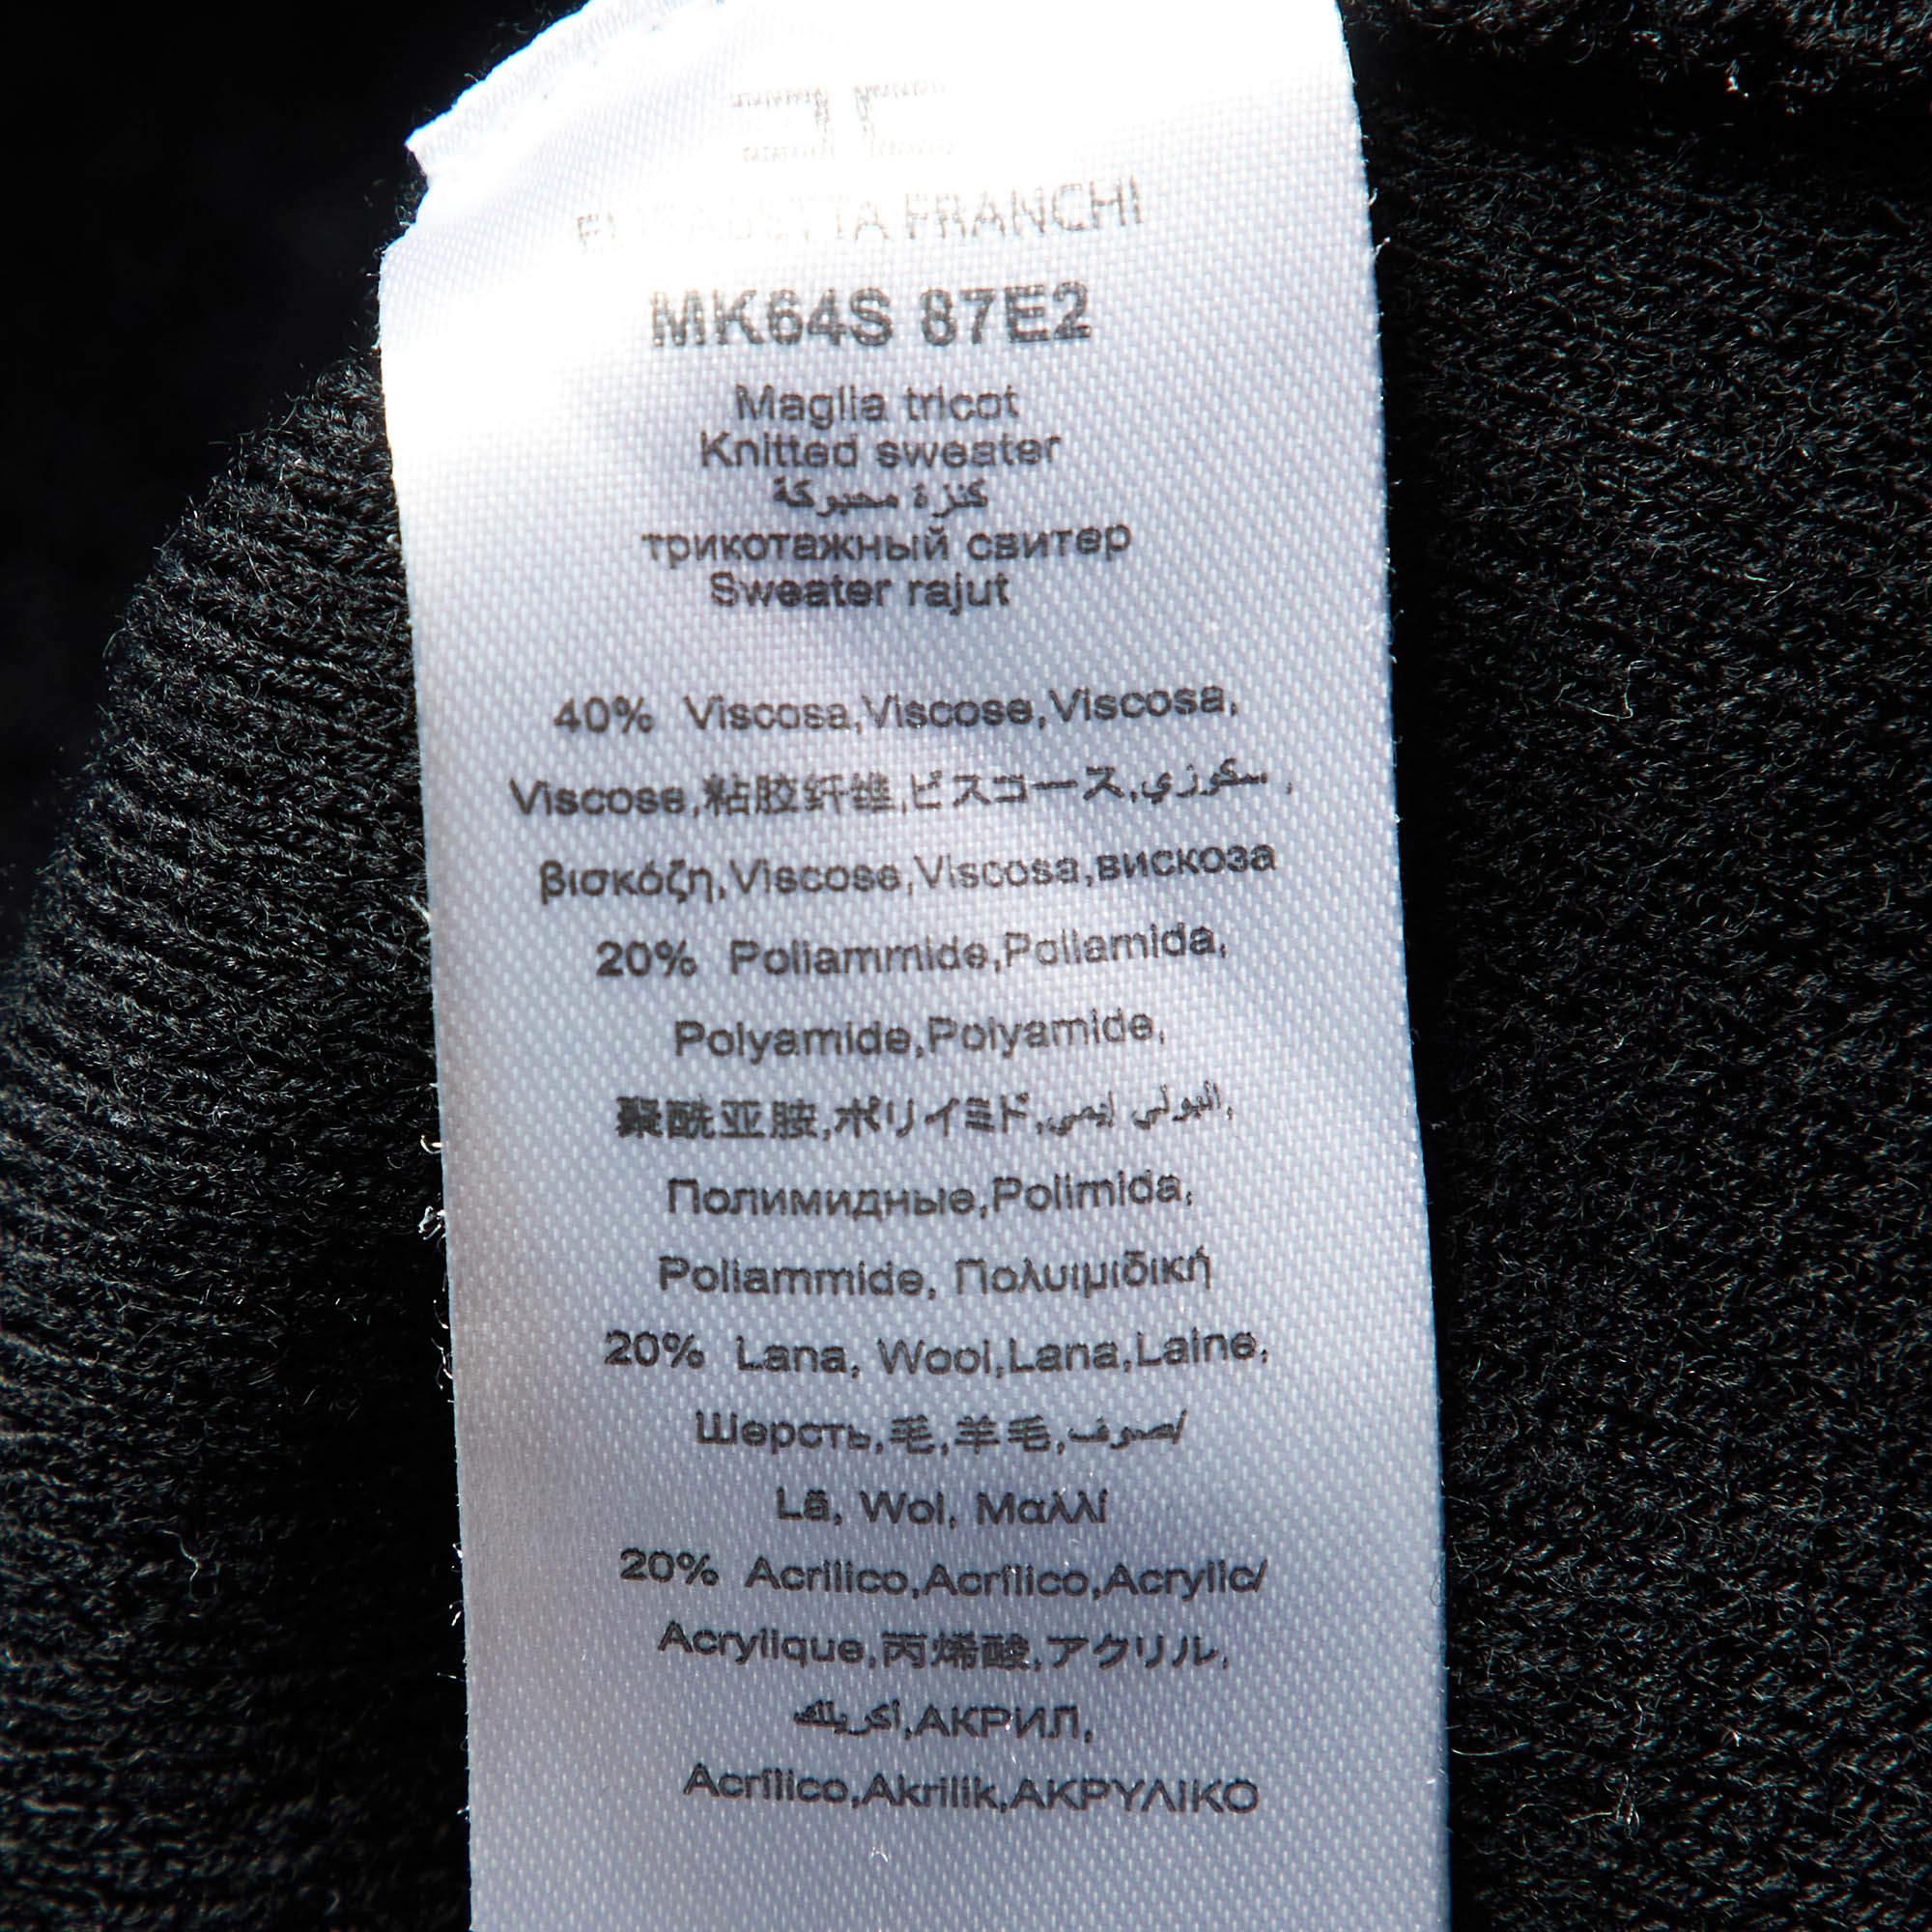 ELISABETTA FRANCHI
MK64S 87E2
Maglia tricot
Knitted sweater
كنزة محبوكة
трикотажный свитер
Sweater rajut
40% Viscosa,Viscose,Viscosa,
Viscose,粘胶纤维,ビスコース,سكوزي ,
βισκόζη,Viscose,Viscosa,вискоза
20% Poliammide,Poliamida,
Polyamide,Polyamide,
聚酰亚胺,ポリイミド,البولي إيمي,
Полимидные,Polimida,
Poliammide, Πολυιμιδική
20% Lana, Wool,Lana,Laine,
Шерсть,毛,羊毛,صوف/
Lã, Wol, Μαλλί
20% Acrilico,Acrílico,Acrylic/
Acrylique,丙烯酸,アクリル,
أكريلك,АКРИЛ,
Acrílico,Akrilik,ΑΚΡΥΛΙΚΟ